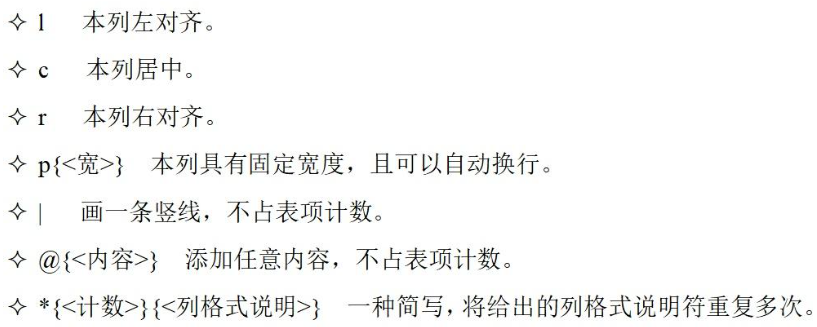 ✧ l 本列左对齐。
✧ c 本列居中。
✧ r 本列右对齐。
✧ p{<宽>} 本列具有固定宽度，且可以自动换行。
✧ | 画一条竖线，不占表项计数。
✧ @{<内容>} 添加任意内容，不占表项计数。
✧ *{<计数>}{<列格式说明>} 一种简写，将给出的列格式说明符重复多次。